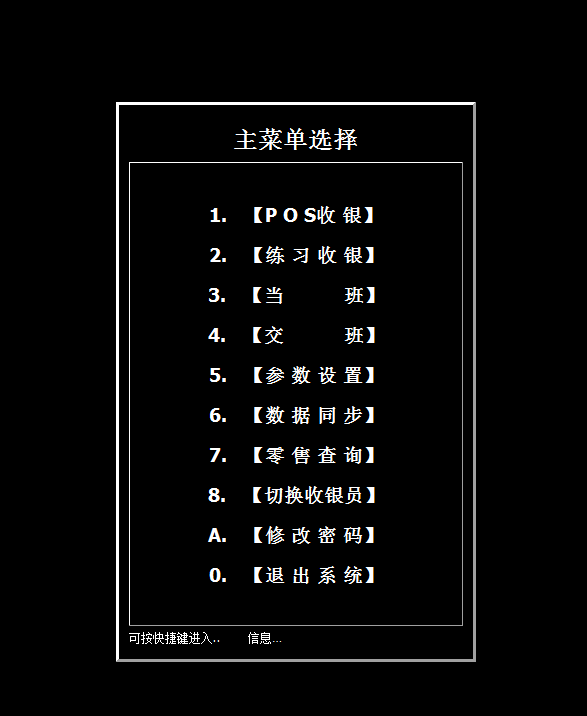 主菜单选择
1. 【P O S收 银】
2. 【练 习 收 银】
3. 【当 班】
4. 【交 班】
5. 【参 数 设 置】
6. 【数 据 同 步】
7. 【零 售 查 询】
8. 【切换收银员】
A. 【修 改 密 码】
0. 【退 出 系 统】
可按快捷键进入.. 信息...